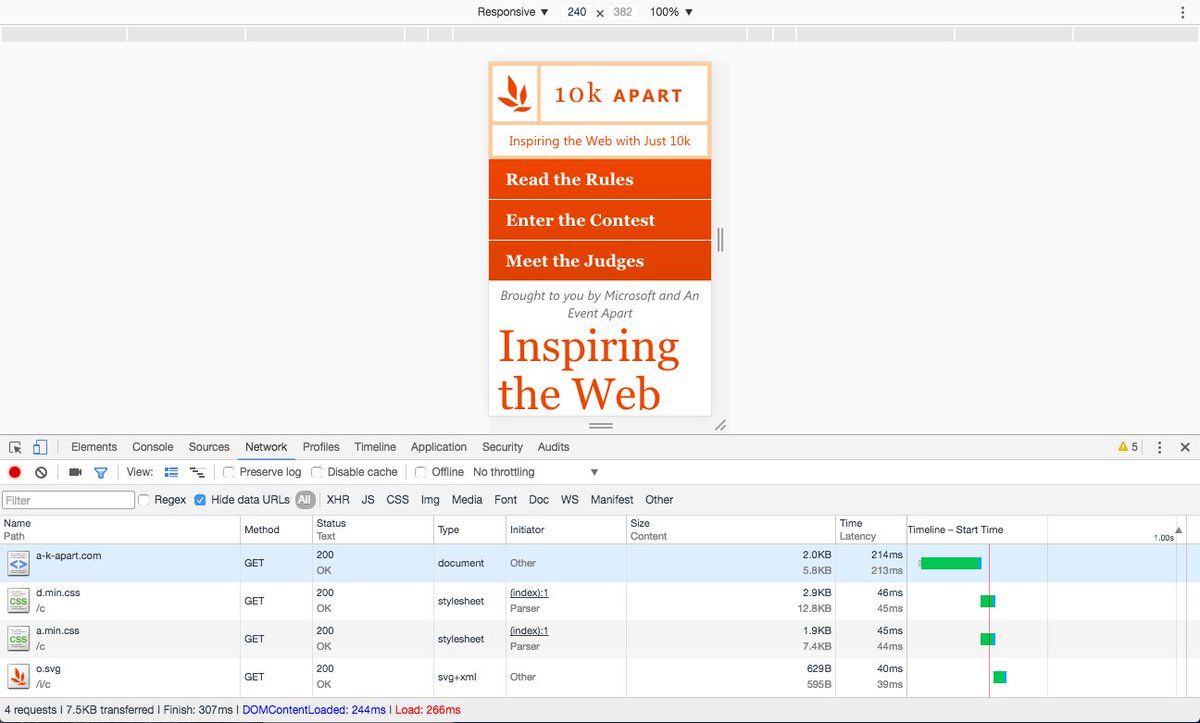 Responsive ▼ 240 × 382 100% ▼
10k APART
Inspiring the Web with Just 10k
Read the Rules
Enter the Contest
Meet the Judges
Brought to you by Microsoft and An
Event Apart
Inspiring
the Web
Elements Console Sources Network Profiles Timeline Application Security Audits 5
View: Preserve log Disable cache Offline No throttling ▼
Filter Regex Hide data URLs All XHR JS CSS Img Media Font Doc WS Manifest Other
Name Method Status Type Initiator Size Time Timeline – Start Time
Path Text Content Latency 1.00s
a-k-apart.com GET 200 document Other 2.0KB 214ms
OK 5.8KB 213ms
CSS d.min.css GET 200 stylesheet (index):1 2.9KB 46ms
/c OK Parser 12.8KB 45ms
CSS a.min.css GET 200 stylesheet (index):1 1.9KB 45ms
/c OK Parser 7.4KB 44ms
o.svg GET 200 svg+xml Other 629B 40ms
/i/c OK 595B 39ms
4 requests | 7.5KB transferred | Finish: 307ms | DOMContentLoaded: 244ms | Load: 266ms